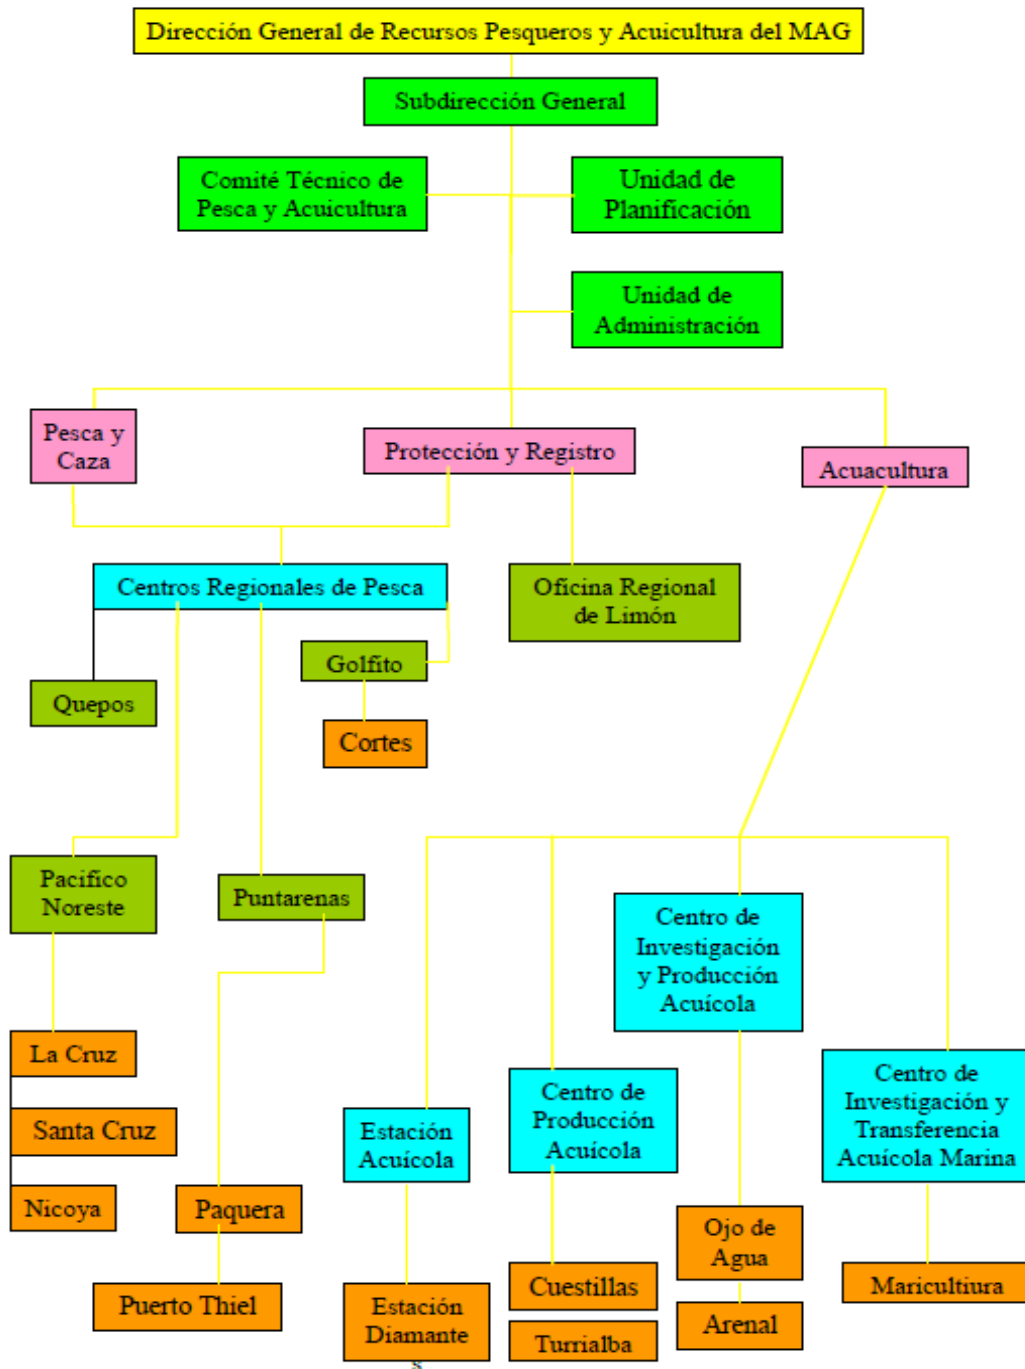 Dirección General de Recursos Pesqueros y Acuicultura del MAG
Subdirección General
Comité Técnico de
Pesca y Acuicultura
Unidad de
Planificación
Unidad de
Administración
Pesca y
Caza
Protección y Registro
Acuacultura
Centros Regionales de Pesca
Oficina Regional
de Limón
Golfito
Quepos
Cortes
Pacifico
Noreste
Puntarenas
Centro de
Investigación
y Producción
Acuícola
La Cruz
Santa Cruz
Nicoya
Paquera
Puerto Thiel
Estación
Acuícola
Centro de
Producción
Acuícola
Centro de
Investigación y
Transferencia
Acuícola Marina
Estación
Diamante
s
Cuestillas
Turrialba
Ojo de
Agua
Arenal
Maricultiura